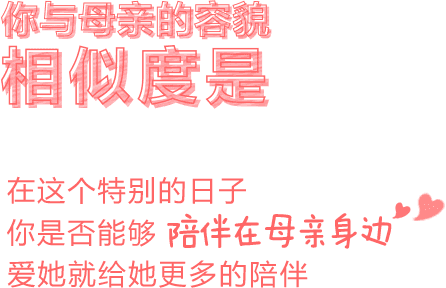 你与母亲的容貌
相似度是
在这个特别的日子
你是否能够 陪伴在母亲身边
爱她就给她更多的陪伴